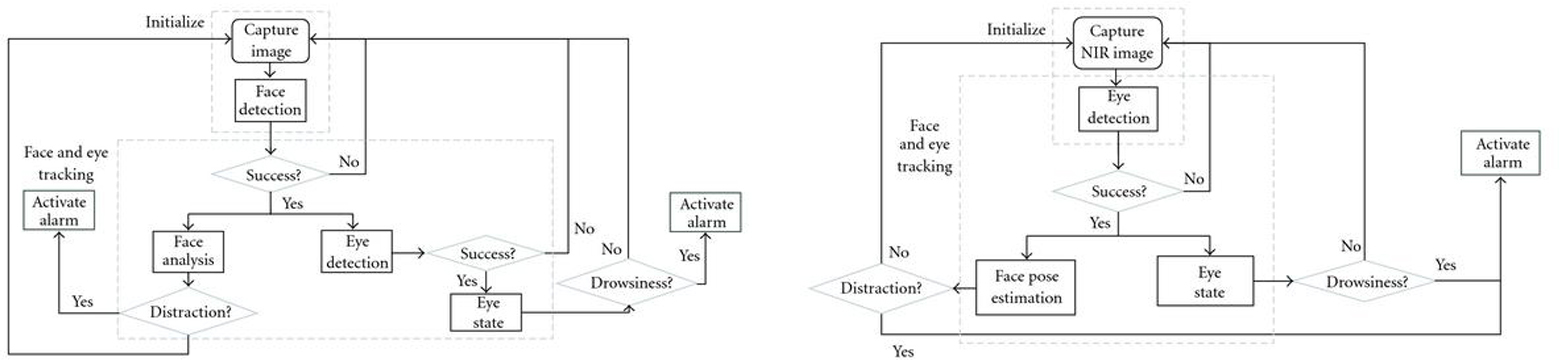 Initialize
Capture
image
Face
detection
Face and eye
tracking
Success?
No
Yes
Activate
alarm
Face
analysis
Eye
detection
Success?
No
Yes
Eye
state
Distraction?
Yes
No
Drowsiness?
Yes
Activate
alarm
Initialize
Capture
NIR image
Eye
detection
Face
and eye
tracking
Success?
No
Yes
Face pose
estimation
Eye
state
Distraction?
No
Yes
Drowsiness?
No
Yes
Activate
alarm